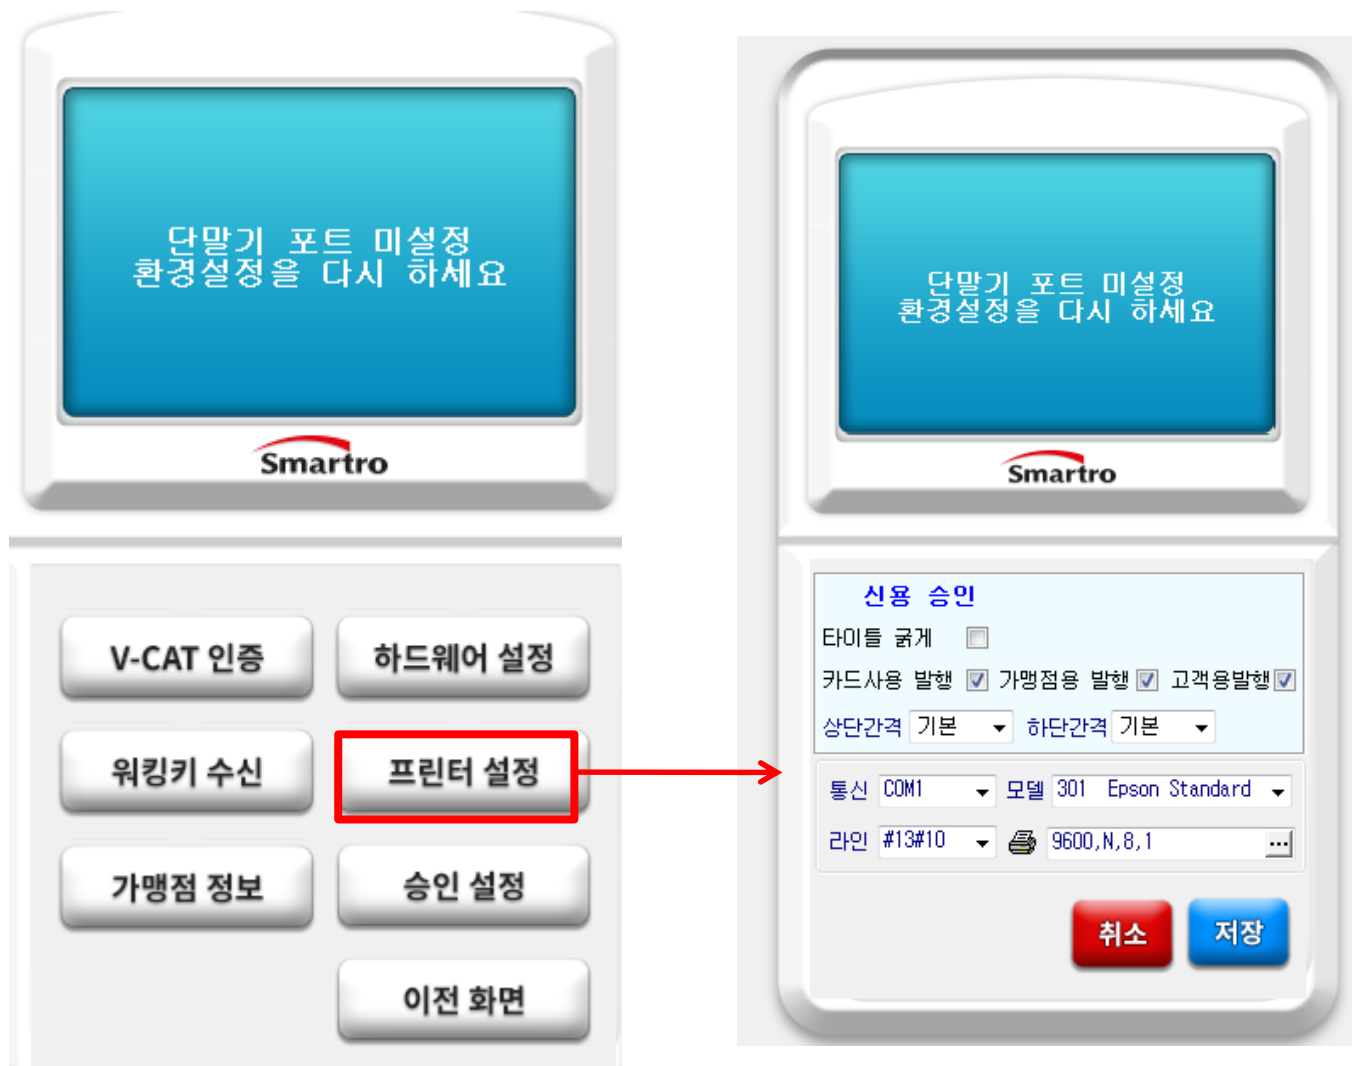 단말기 포트 미설정
환경설정을 다시 하세요
Smartro
V-CAT 인증
하드웨어 설정
워킹키 수신
프린터 설정
가맹점 정보
승인 설정
이전 화면
단말기 포트 미설정
환경설정을 다시 하세요
Smartro
신용 승인
타이틀 굵게
카드사용 발행 가맹점용 발행 고객용발행
상단간격 기본 하단간격 기본
통신 COM1 모델 301 Epson Standard
라인 #13#10 9600,N,8,1 ...
취소 저장